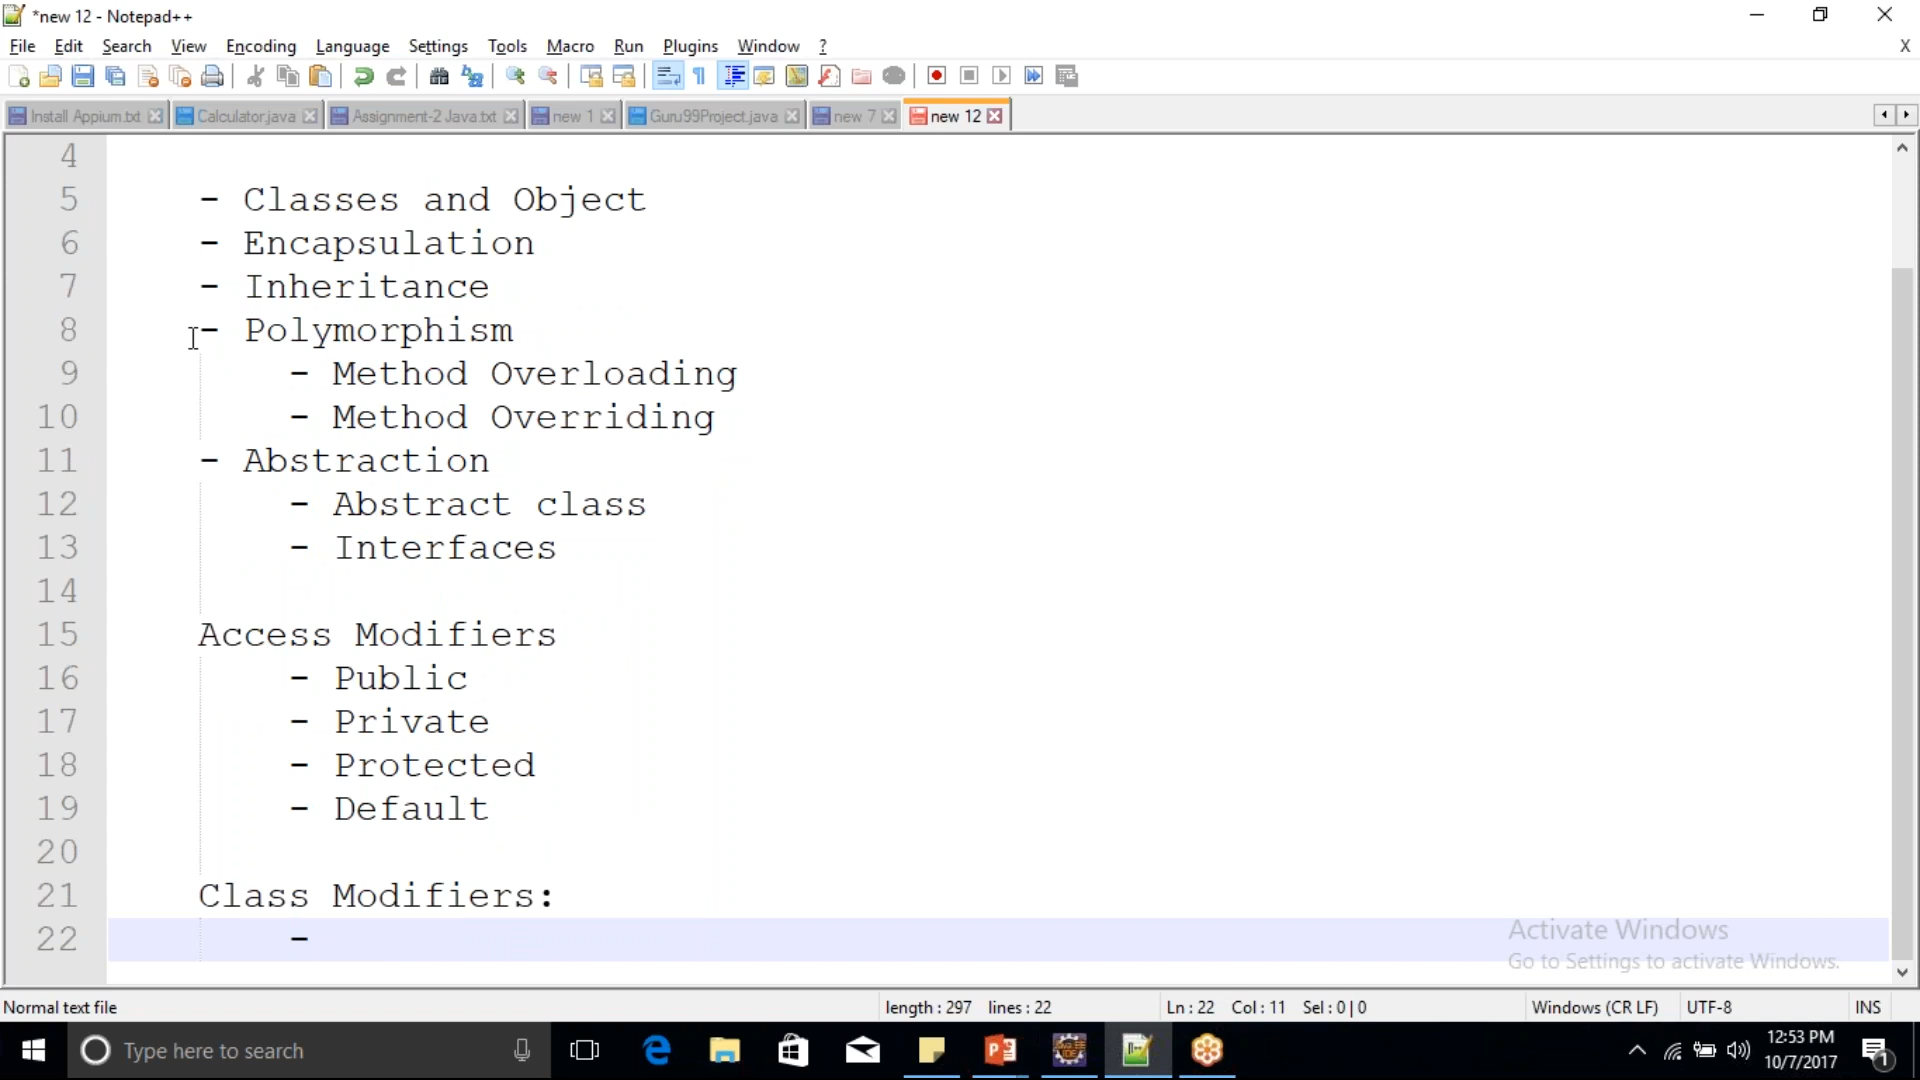 *new 12 - Notepad++
File Edit Search View Encoding Language Settings Tools Macro Run Plugins Window ? X
Install Appium.txt Calculator.java Assignment-2 Java.txt new 1 Guru99Project.java new 7 new 12
4
5 - Classes and Object
6 - Encapsulation
7 - Inheritance
8 - Polymorphism
9 - Method Overloading
10 - Method Overriding
11 - Abstraction
12 - Abstract class
13 - Interfaces
14
15 Access Modifiers
16 - Public
17 - Private
18 - Protected
19 - Default
20
21 Class Modifiers:
22 -
Activate Windows
Go to Settings to activate Windows.
Normal text file length : 297 lines : 22 Ln : 22 Col : 11 Sel : 0 | 0 Windows (CR LF) UTF-8 INS
Type here to search
12:53 PM
10/7/2017
1